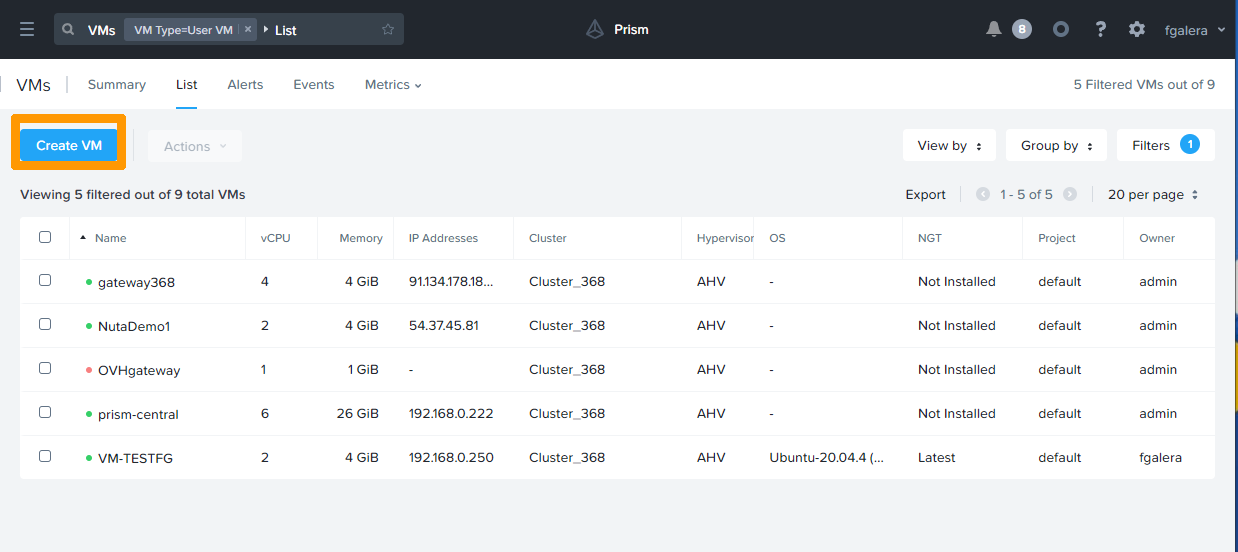 VMs VM Type=User VM × List Prism 8 ? fgalera
VMs Summary List Alerts Events Metrics 5 Filtered VMs out of 9
Create VM Actions View by Group by Filters 1
Viewing 5 filtered out of 9 total VMs Export 1 - 5 of 5 20 per page
Name vCPU Memory IP Addresses Cluster Hypervisor OS NGT Project Owner
gateway368 4 4 GiB 91.134.178.18... Cluster_368 AHV - Not Installed default admin
NutaDemo1 2 4 GiB 54.37.45.81 Cluster_368 AHV - Not Installed default admin
OVHgateway 1 1 GiB - Cluster_368 AHV - Not Installed default admin
prism-central 6 26 GiB 192.168.0.222 Cluster_368 AHV - Not Installed default admin
VM-TESTFG 2 4 GiB 192.168.0.250 Cluster_368 AHV Ubuntu-20.04.4 (... Latest default fgalera